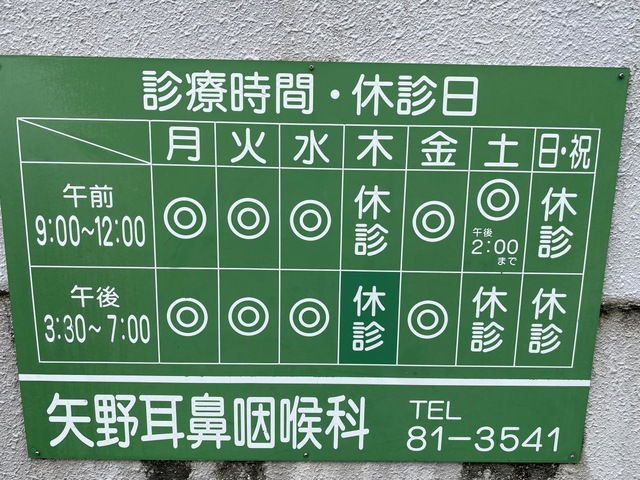 診療時間・休診日
月 火 水 木 金 土 日・祝
午前 9:00~12:00 ◎ ◎ ◎ 休診 ◎ ◎ 午後2:00まで 休診
午後 3:30~7:00 ◎ ◎ ◎ 休診 ◎ 休診 休診
矢野耳鼻咽喉科 TEL 81-3541